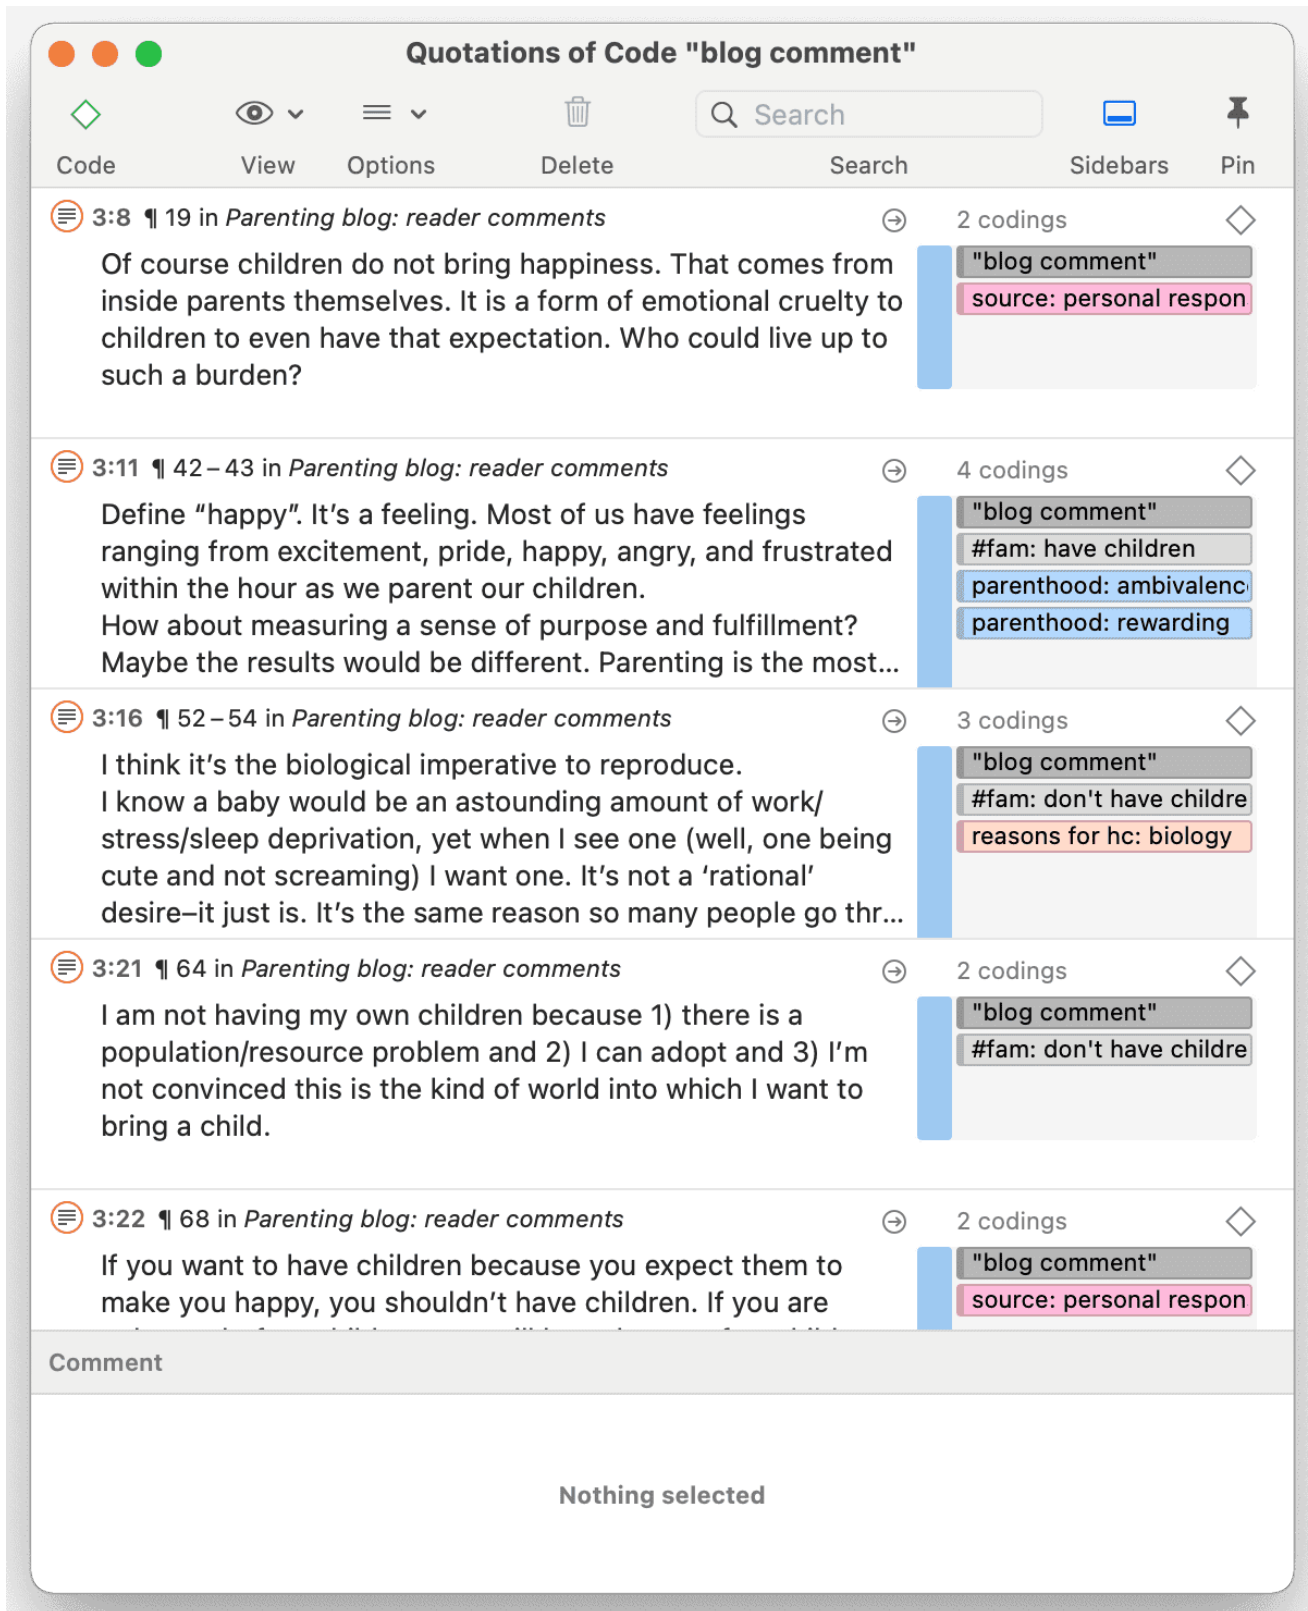 Quotations of Code "blog comment"
Code
View
Options
Delete
Search
Search
Sidebars
Pin
3:8 ¶ 19 in Parenting blog: reader comments
2 codings
Of course children do not bring happiness. That comes from
inside parents themselves. It is a form of emotional cruelty to
children to even have that expectation. Who could live up to
such a burden?
"blog comment"
source: personal respon
3:11 ¶ 42 – 43 in Parenting blog: reader comments
4 codings
Define “happy”. It’s a feeling. Most of us have feelings
ranging from excitement, pride, happy, angry, and frustrated
within the hour as we parent our children.
How about measuring a sense of purpose and fulfillment?
Maybe the results would be different. Parenting is the most...
"blog comment"
#fam: have children
parenthood: ambivalenc
parenthood: rewarding
3:16 ¶ 52 – 54 in Parenting blog: reader comments
3 codings
I think it’s the biological imperative to reproduce.
I know a baby would be an astounding amount of work/
stress/sleep deprivation, yet when I see one (well, one being
cute and not screaming) I want one. It’s not a ‘rational’
desire–it just is. It’s the same reason so many people go thr...
"blog comment"
#fam: don't have childre
reasons for hc: biology
3:21 ¶ 64 in Parenting blog: reader comments
2 codings
I am not having my own children because 1) there is a
population/resource problem and 2) I can adopt and 3) I’m
not convinced this is the kind of world into which I want to
bring a child.
"blog comment"
#fam: don't have childre
3:22 ¶ 68 in Parenting blog: reader comments
2 codings
If you want to have children because you expect them to
make you happy, you shouldn’t have children. If you are
"blog comment"
source: personal respon
Comment
Nothing selected